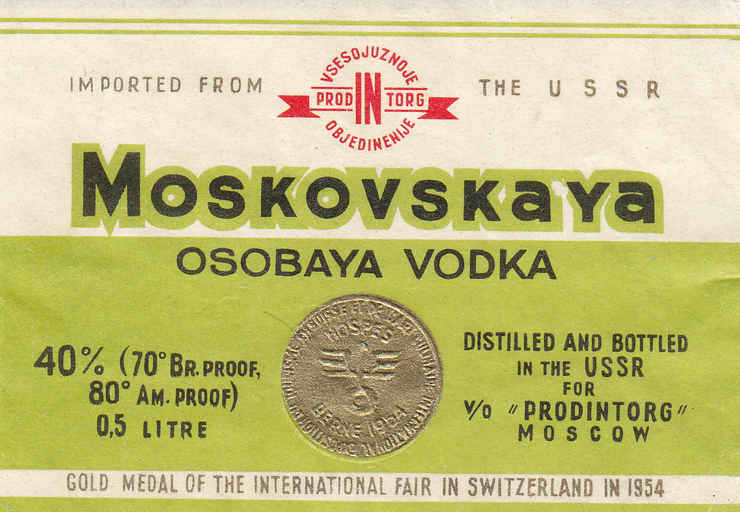 IMPORTED FROM
VSESOJUZNOJE
PROD IN TORG
OBJEDINENIJE
THE USSR
MOSKOVSKAYA
OSOBAYA VODKA
40% (70° BR. PROOF,
80° AM. PROOF)
0,5 LITRE
HOSPES
BERNE 1954
DISTILLED AND BOTTLED
IN THE USSR
FOR
V/O "PRODINTORG"
MOSCOW
GOLD MEDAL OF THE INTERNATIONAL FAIR IN SWITZERLAND IN 1954